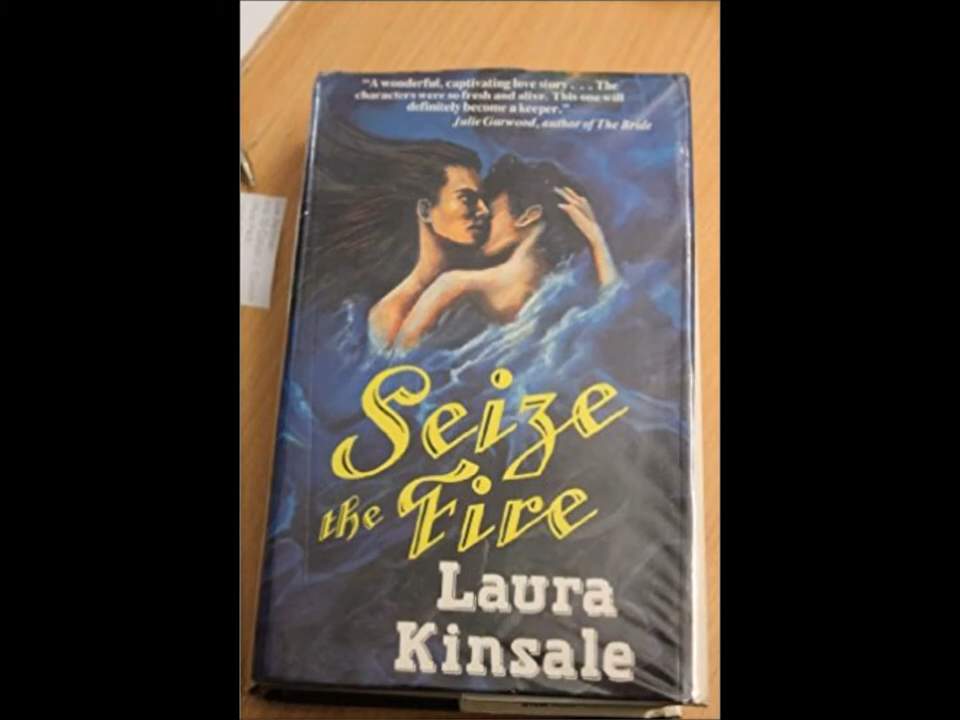 "A wonderful, captivating love story . . . The
characters were so fresh and alive. This one will
definitely become a keeper."
Julie Garwood, author of The Bride
Seize
the Fire
Laura
Kinsale